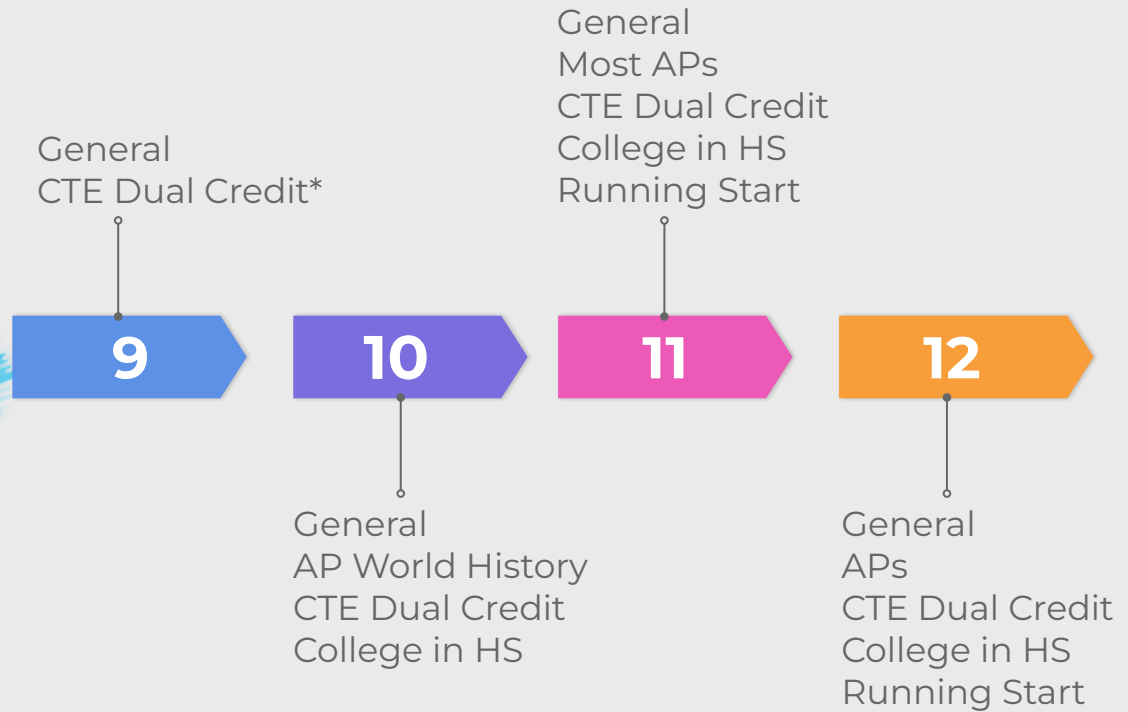 General
CTE Dual Credit*
9
General
AP World History
CTE Dual Credit
College in HS
10
General
Most APs
CTE Dual Credit
College in HS
Running Start
11
General
APs
CTE Dual Credit
College in HS
Running Start
12